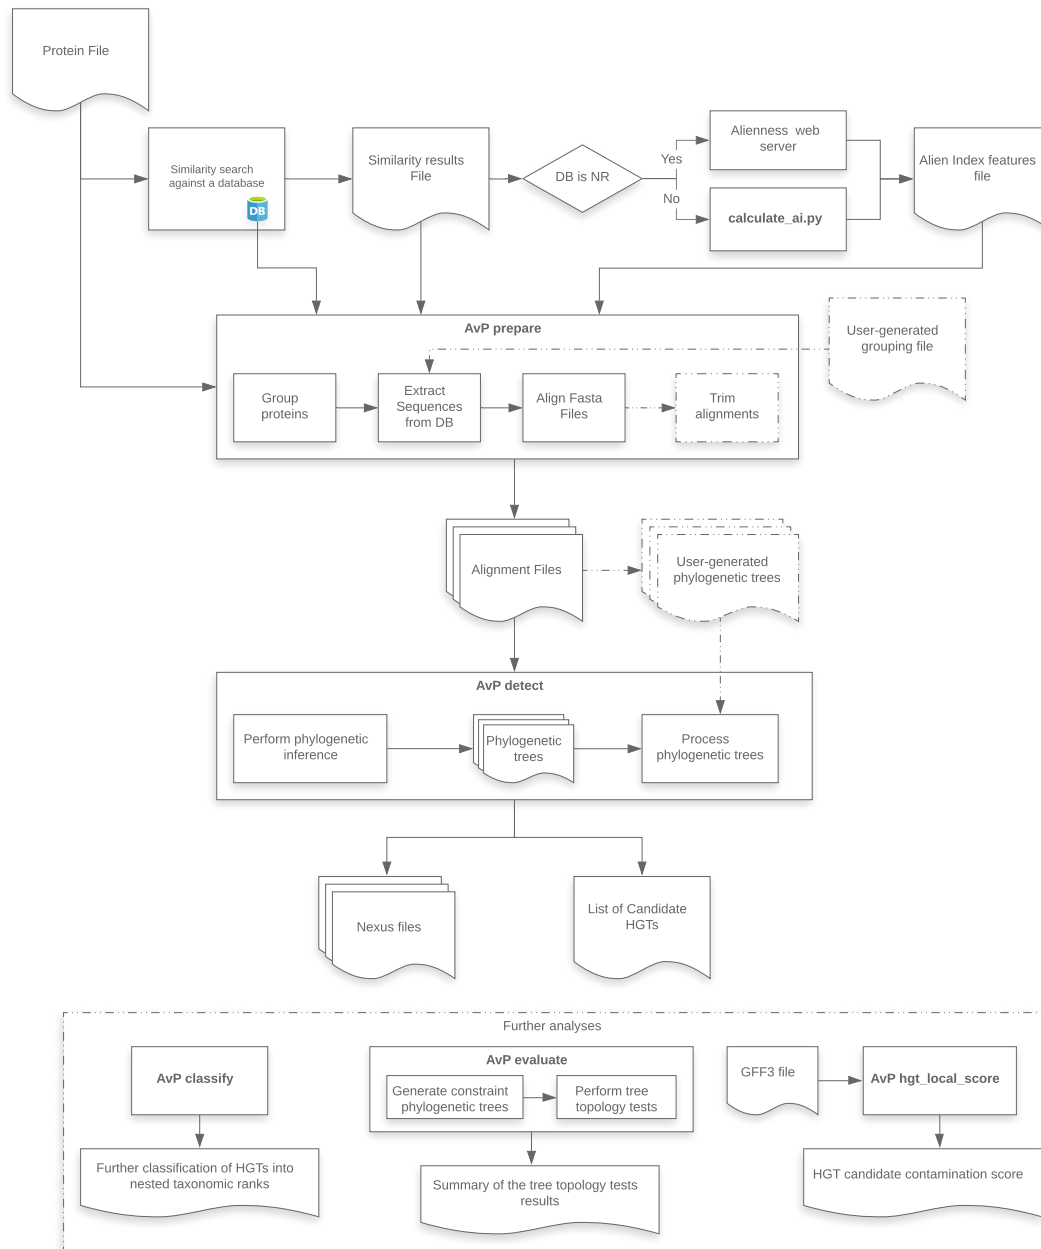 Protein File
Similarity search
against a database
DB
Similarity results
File
DB is NR
Yes
No
Alienness web
server
calculate_ai.py
Alien Index features
file
AvP prepare
User-generated
grouping file
Group
proteins
Extract
Sequences
from DB
Align Fasta
Files
Trim
alignments
Alignment Files
User-generated
phylogenetic trees
AvP detect
Perform phylogenetic
inference
Phylogenetic
trees
Process
phylogenetic trees
Nexus files
List of Candidate
HGTs
Further analyses
AvP classify
Further classification of HGTs into
nested taxonomic ranks
AvP evaluate
Generate constraint
phylogenetic trees
Perform tree
topology tests
Summary of the tree topology tests
results
GFF3 file
AvP hgt_local_score
HGT candidate contamination score